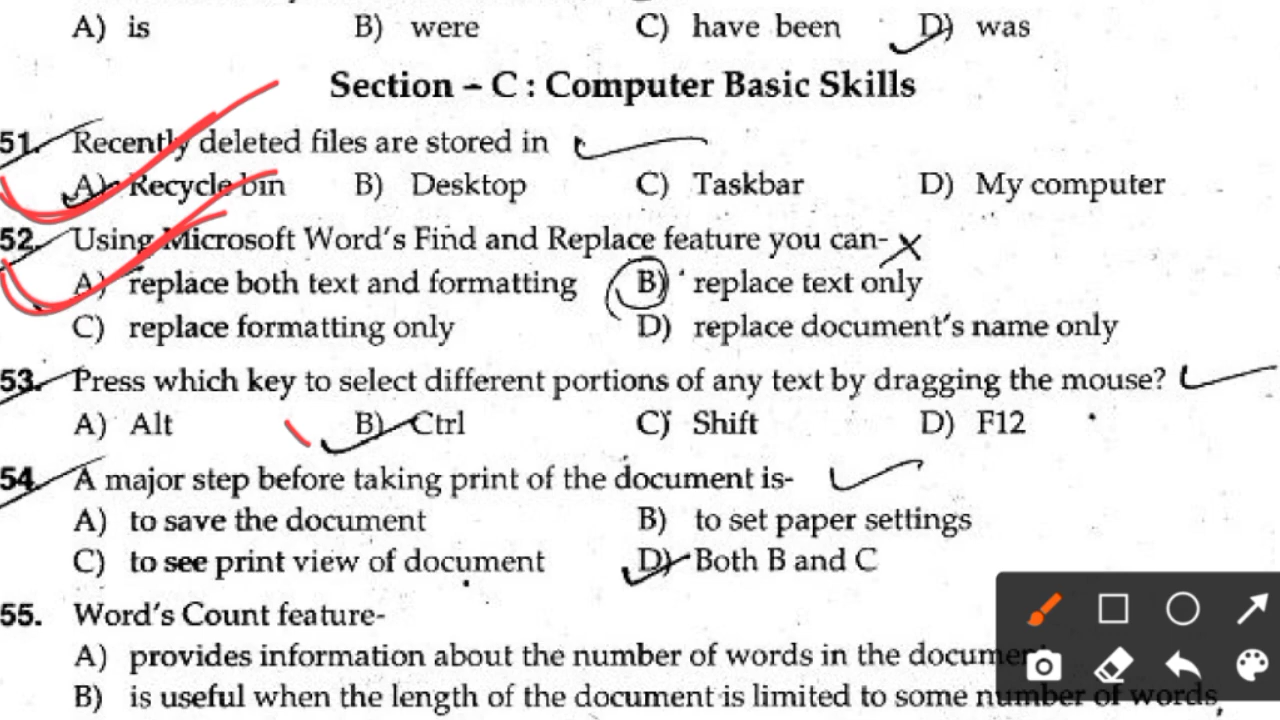 A) is B) were C) have been D) was
Section – C : Computer Basic Skills
51. Recently deleted files are stored in
A) Recycle bin B) Desktop C) Taskbar D) My computer
52. Using Microsoft Word's Find and Replace feature you can-
A) replace both text and formatting B) replace text only
C) replace formatting only D) replace document's name only
53. Press which key to select different portions of any text by dragging the mouse?
A) Alt B) Ctrl C) Shift D) F12
54. A major step before taking print of the document is-
A) to save the document B) to set paper settings
C) to see print view of document D) Both B and C
55. Word's Count feature-
A) provides information about the number of words in the
B) is useful when the length of the document is limited to some number of words,